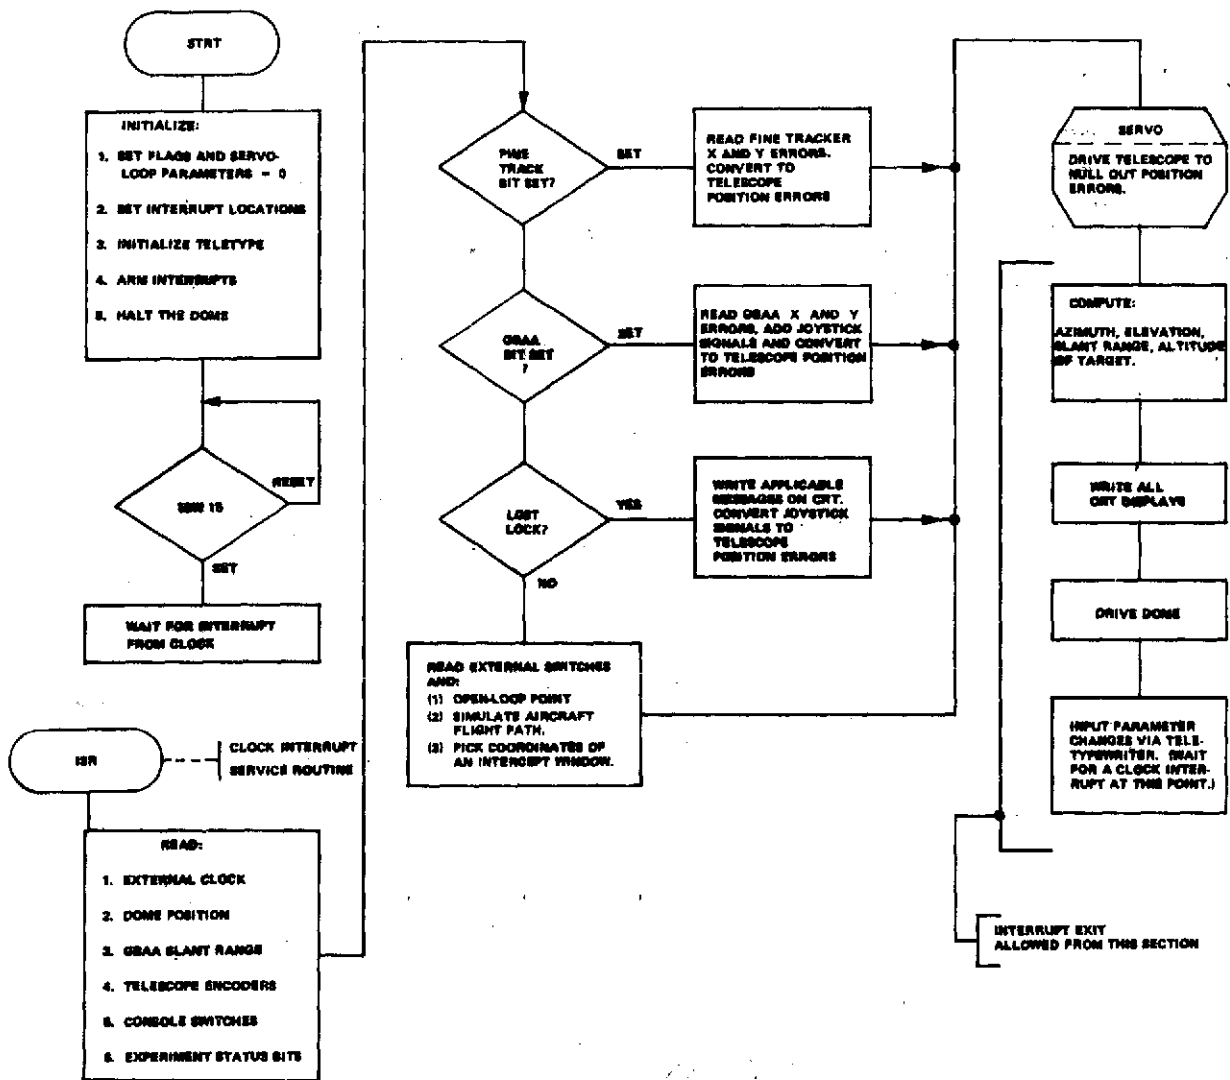 STRT
INITIALIZE:
1. SET FLAGS AND SERVO-
LOOP PARAMETERS = 0
2. SET INTERRUPT LOCATIONS
3. INITIALIZE TELETYPE
4. ARM INTERRUPTS
5. HALT THE DOME
SSW 15
RESET
SET
WAIT FOR INTERRUPT
FROM CLOCK
ISR
CLOCK INTERRUPT
SERVICE ROUTINE
READ:
1. EXTERNAL CLOCK
2. DOME POSITION
3. GBAA SLANT RANGE
4. TELESCOPE ENCODERS
5. CONSOLE SWITCHES
6. EXPERIMENT STATUS BITS
FINE
TRACK
BIT SET?
SET
READ FINE TRACKER
X AND Y ERRORS.
CONVERT TO
TELESCOPE
POSITION ERRORS
GBAA
BIT SET
?
SET
READ GBAA X AND Y
ERRORS, ADD JOYSTICK
SIGNALS AND CONVERT
TO TELESCOPE POSITION
ERRORS
LOST
LOCK?
YES
NO
WRITE APPLICABLE
MESSAGES ON CRT.
CONVERT JOYSTICK
SIGNALS TO
TELESCOPE
POSITION ERRORS
READ EXTERNAL SWITCHES
AND:
(1) OPEN-LOOP POINT
(2) SIMULATE AIRCRAFT
FLIGHT PATH.
(3) PICK COORDINATES OF
AN INTERCEPT WINDOW.
SERVO
DRIVE TELESCOPE TO
NULL OUT POSITION
ERRORS.
COMPUTE:
AZIMUTH, ELEVATION,
SLANT RANGE, ALTITUDE
OF TARGET.
WRITE ALL
CRT DISPLAYS
DRIVE DOME
INPUT PARAMETER
CHANGES VIA TELE-
TYPEWRITER. (WAIT
FOR A CLOCK INTER-
RUPT AT THIS POINT.)
INTERRUPT EXIT
ALLOWED FROM THIS SECTION